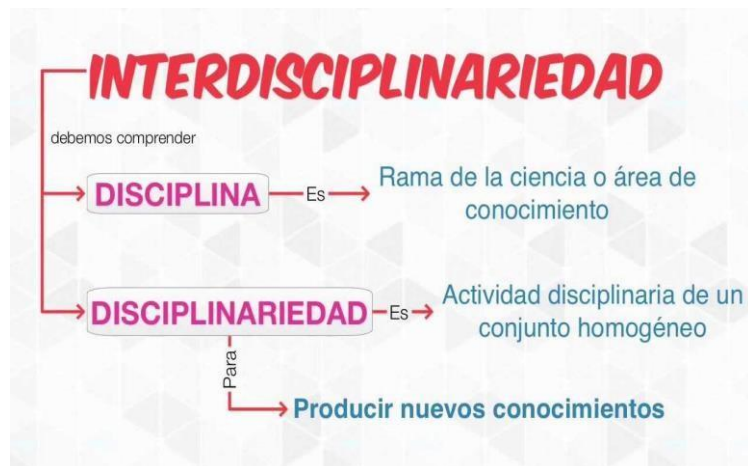 INTERDISCIPLINARIEDAD
debemos comprender
DISCIPLINA
Es
Rama de la ciencia o área de
conocimiento
DISCIPLINARIEDAD
Es
Actividad disciplinaria de un
conjunto homogéneo
Para
Producir nuevos conocimientos